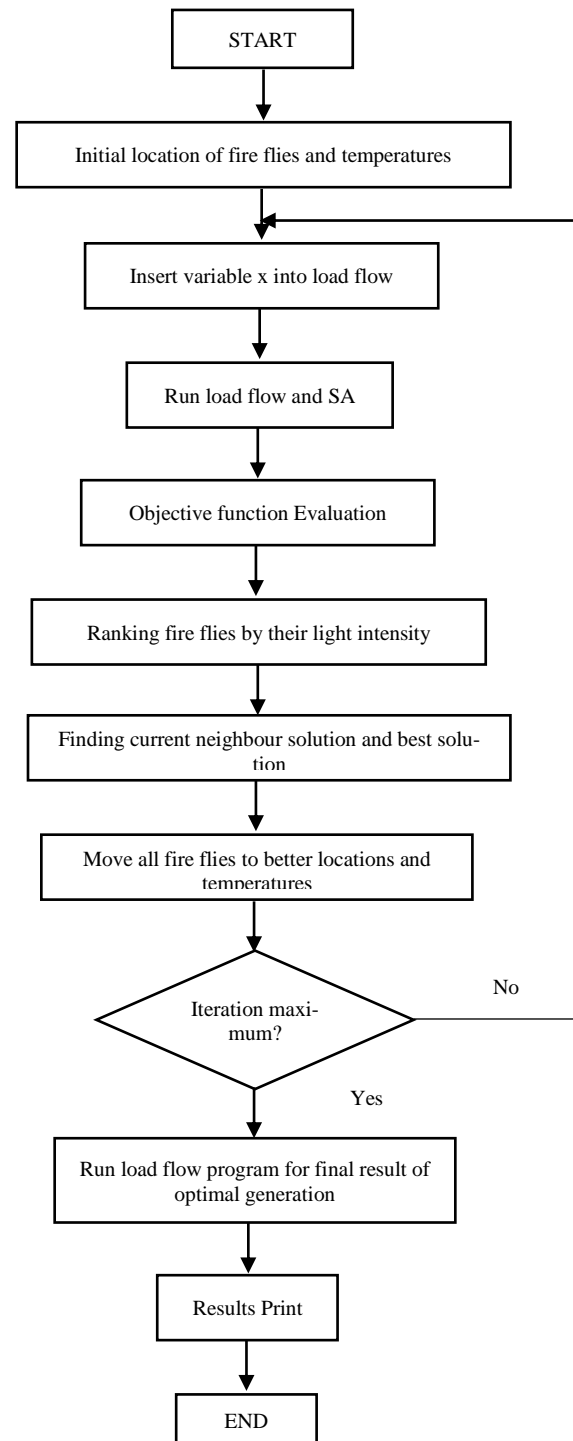 START
Initial location of fire flies and temperatures
Insert variable x into load flow
Run load flow and SA
Objective function Evaluation
Ranking fire flies by their light intensity
Finding current neighbour solution and best solu-
tion
Move all fire flies to better locations and
temperatures
Iteration maxi-
mum?
No
Yes
Run load flow program for final result of
optimal generation
Results Print
END